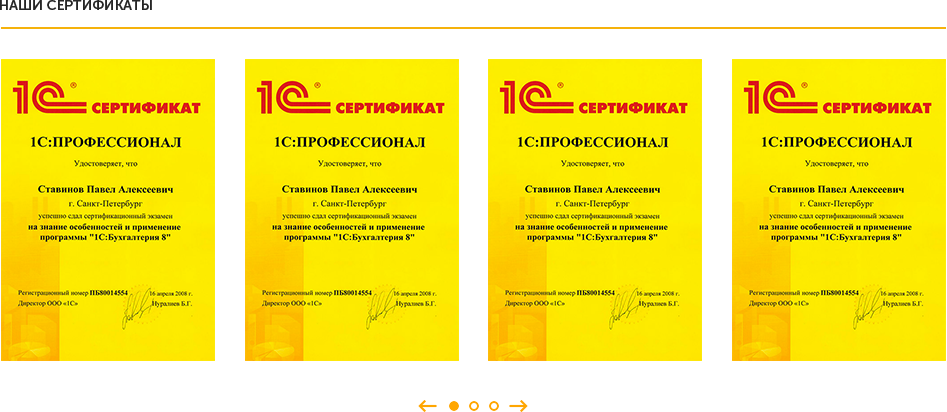 НАШИ СЕРТИФИКАТЫ
1С® СЕРТИФИКАТ
1С:ПРОФЕССИОНАЛ
Удостоверяет, что
Ставинов Павел Алексеевич
г. Санкт-Петербург
успешно сдал сертификационный экзамен
на знание особенностей и применение
программы "1С:Бухгалтерия 8"
Регистрационный номер ПБ80014554 16 апреля 2008 г.
Директор ООО «1С» Нуралиев Б.Г.
1С® СЕРТИФИКАТ
1С:ПРОФЕССИОНАЛ
Удостоверяет, что
Ставинов Павел Алексеевич
г. Санкт-Петербург
успешно сдал сертификационный экзамен
на знание особенностей и применение
программы "1С:Бухгалтерия 8"
Регистрационный номер ПБ80014554 16 апреля 2008 г.
Директор ООО «1С» Нуралиев Б.Г.
1С® СЕРТИФИКАТ
1С:ПРОФЕССИОНАЛ
Удостоверяет, что
Ставинов Павел Алексеевич
г. Санкт-Петербург
успешно сдал сертификационный экзамен
на знание особенностей и применение
программы "1С:Бухгалтерия 8"
Регистрационный номер ПБ80014554 16 апреля 2008 г.
Директор ООО «1С» Нуралиев Б.Г.
1С® СЕРТИФИКАТ
1С:ПРОФЕССИОНАЛ
Удостоверяет, что
Ставинов Павел Алексеевич
г. Санкт-Петербург
успешно сдал сертификационный экзамен
на знание особенностей и применение
программы "1С:Бухгалтерия 8"
Регистрационный номер ПБ80014554 16 апреля 2008 г.
Директор ООО «1С» Нуралиев Б.Г.